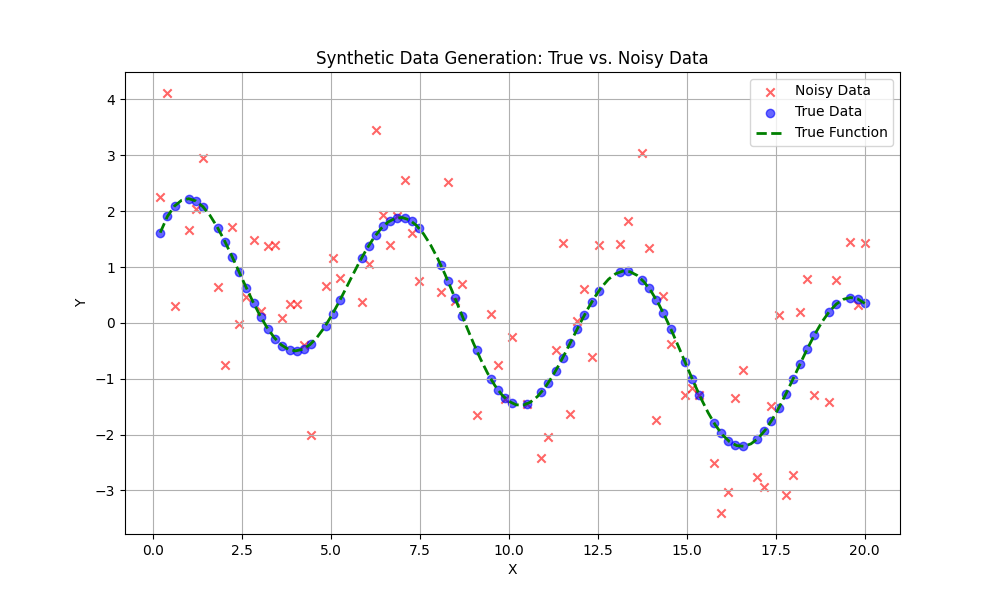 Synthetic Data Generation: True vs. Noisy Data
Noisy Data
True Data
True Function
Y
4
3
2
1
0
−1
−2
−3
0.0 2.5 5.0 7.5 10.0 12.5 15.0 17.5 20.0
X